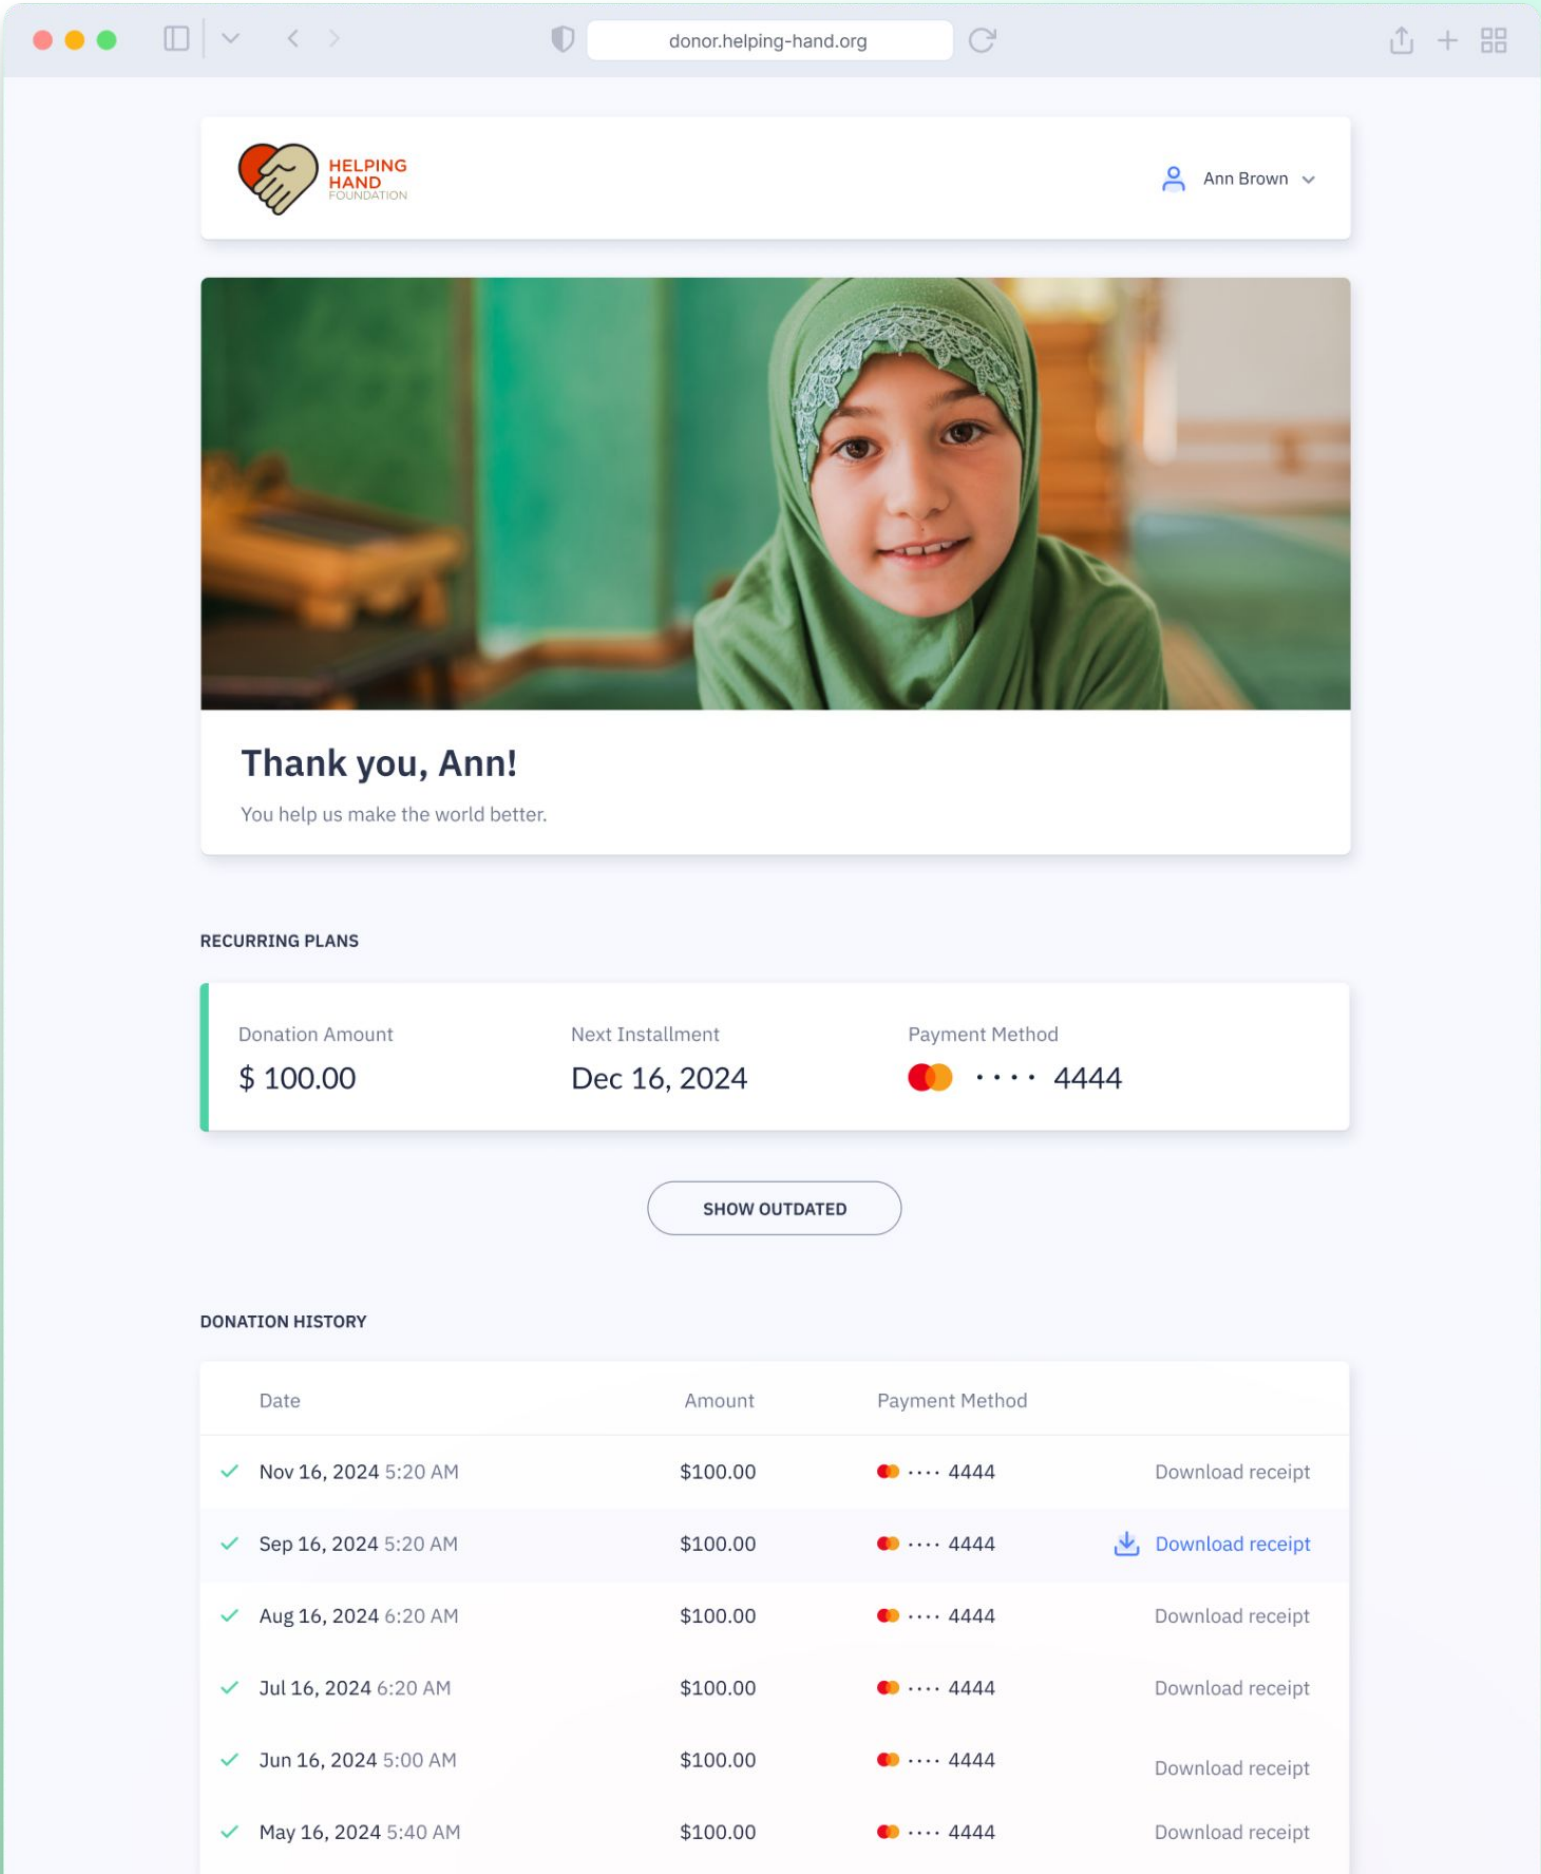 donor.helping-hand.org
HELPING
HAND
FOUNDATION
Ann Brown
Thank you, Ann!
You help us make the world better.
RECURRING PLANS
Donation Amount Next Installment Payment Method
$ 100.00 Dec 16, 2024 ···· 4444
SHOW OUTDATED
DONATION HISTORY
Date Amount Payment Method
Nov 16, 2024 5:20 AM $100.00 ···· 4444 Download receipt
Sep 16, 2024 5:20 AM $100.00 ···· 4444 Download receipt
Aug 16, 2024 6:20 AM $100.00 ···· 4444 Download receipt
Jul 16, 2024 6:20 AM $100.00 ···· 4444 Download receipt
Jun 16, 2024 5:00 AM $100.00 ···· 4444 Download receipt
May 16, 2024 5:40 AM $100.00 ···· 4444 Download receipt